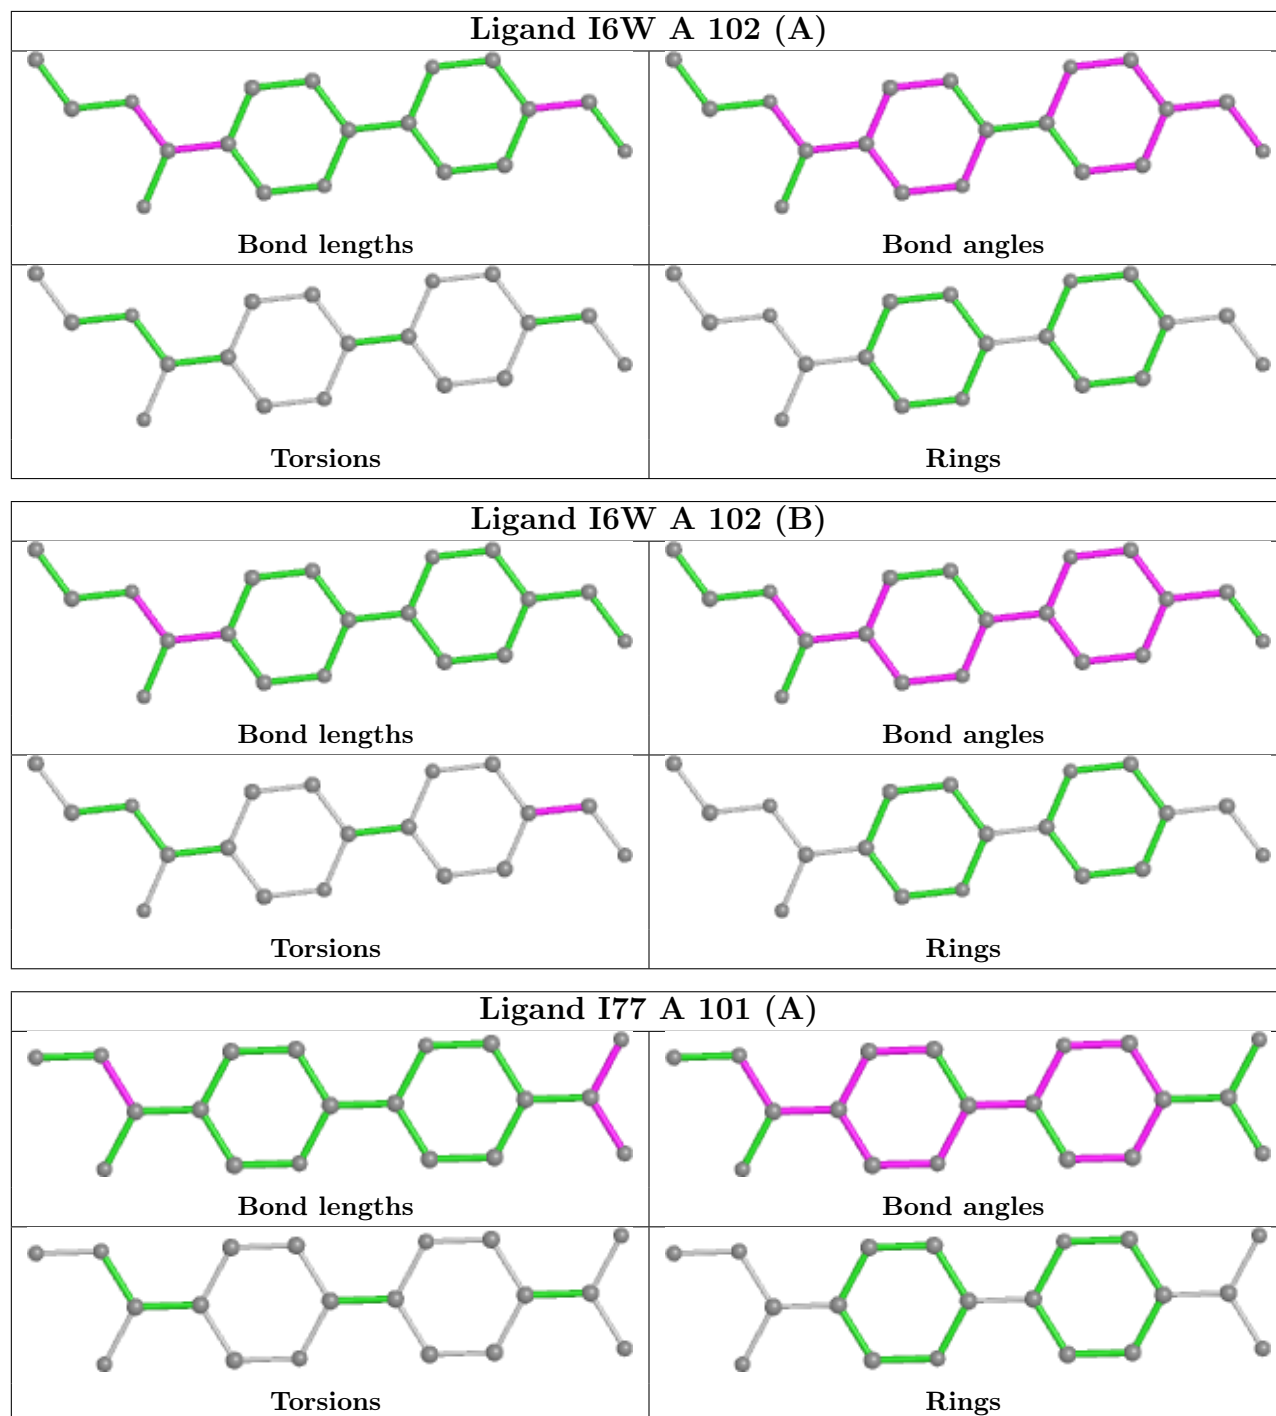 Ligand I6W A 102 (A)
Bond lengths
Bond angles
Torsions
Rings
Ligand I6W A 102 (B)
Bond lengths
Bond angles
Torsions
Rings
Ligand I77 A 101 (A)
Bond lengths
Bond angles
Torsions
Rings